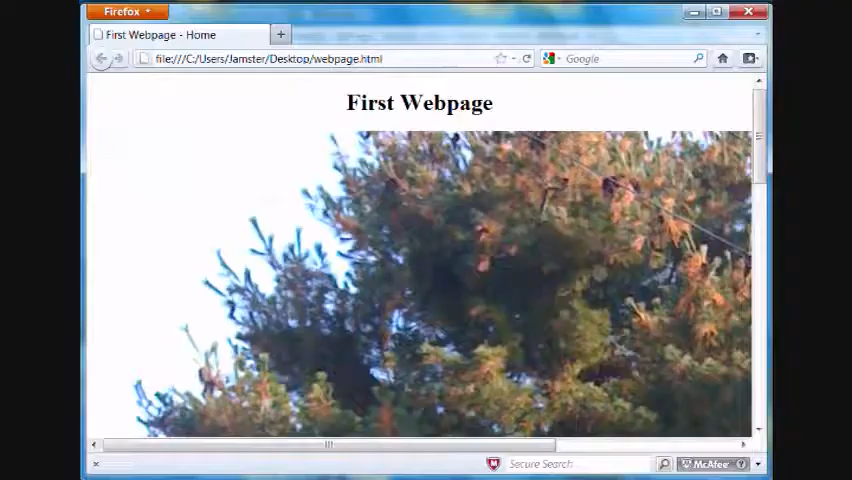 Firefox
First Webpage - Home
file:///C:/Users/Jamster/Desktop/webpage.html
Google
First Webpage
Secure Search
McAfee